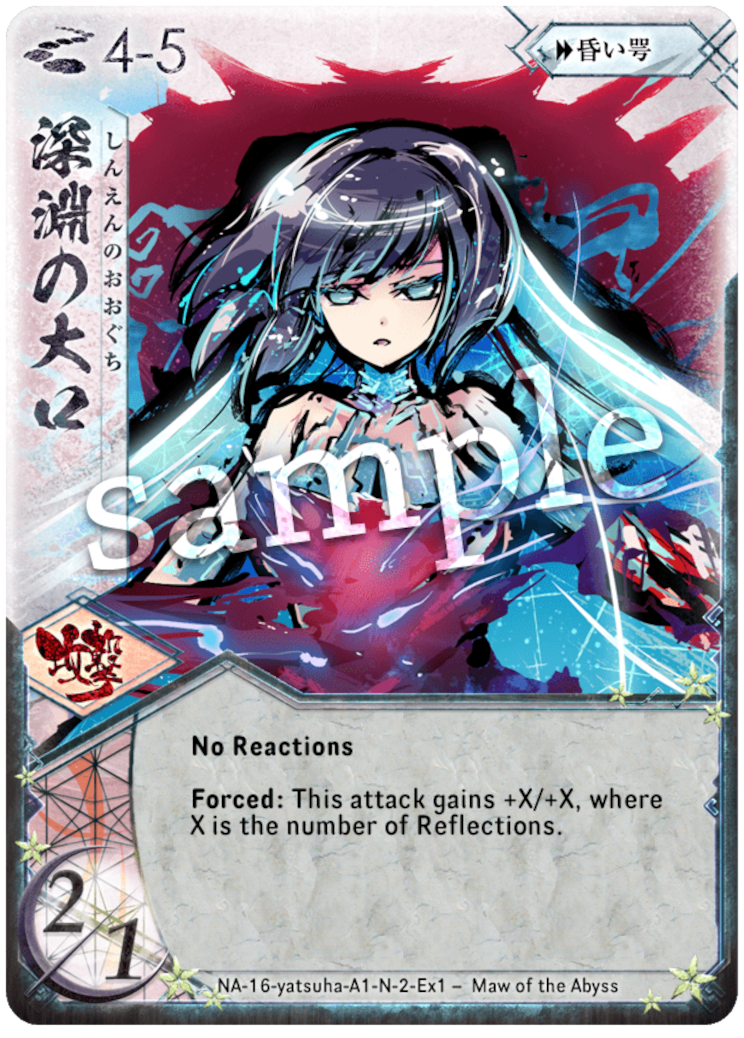 4-5
▶▶昏い咢
深淵の大口
しんえんのおおぐち
sample
攻撃
No Reactions
Forced: This attack gains +X/+X, where
X is the number of Reflections.
2/1
NA-16-yatsuha-A1-N-2-Ex1 – Maw of the Abyss